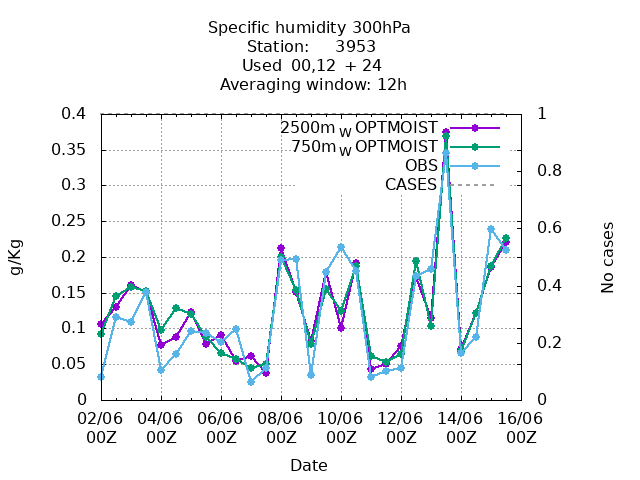 Specific humidity 300hPa
Station: 3953
Used 00,12 + 24
Averaging window: 12h
2500m_W OPTMOIST
750m_W OPTMOIST
OBS
CASES
g/Kg
No cases
0.4
0.35
0.3
0.25
0.2
0.15
0.1
0.05
0
1
0.8
0.6
0.4
0.2
0
02/06 04/06 06/06 08/06 10/06 12/06 14/06 16/06
00Z 00Z 00Z 00Z 00Z 00Z 00Z 00Z
Date